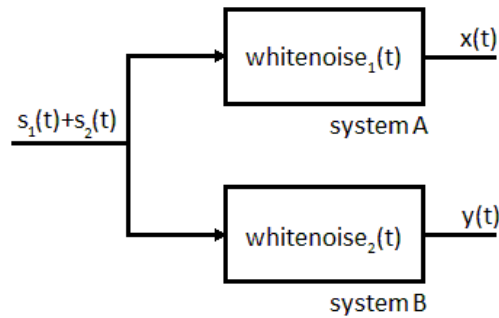 x(t)
whitenoise₁(t)
system A
s₁(t)+s₂(t)
y(t)
whitenoise₂(t)
system B